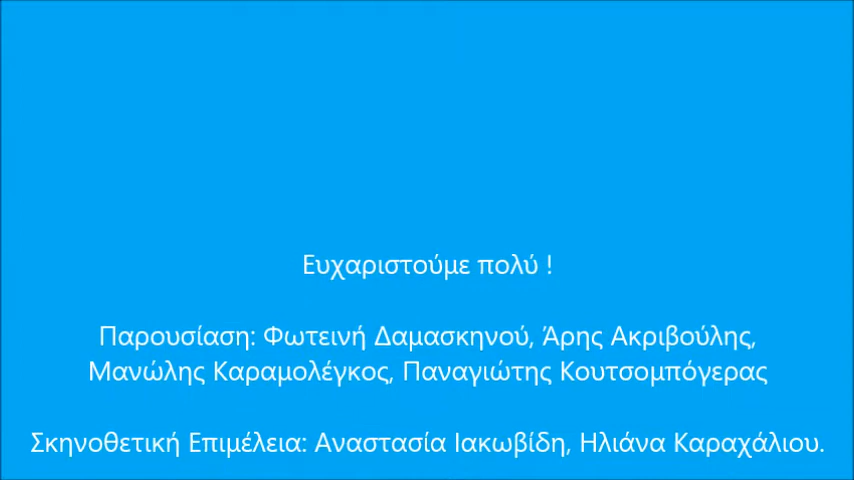 Ευχαριστούμε πολύ !
Παρουσίαση: Φωτεινή Δαμασκηνού, Άρης Ακριβούλης,
Μανώλης Καραμολέγκος, Παναγιώτης Κουτσομπόγερας
Σκηνοθετική Επιμέλεια: Αναστασία Ιακωβίδη, Ηλιάνα Καραχάλιου.